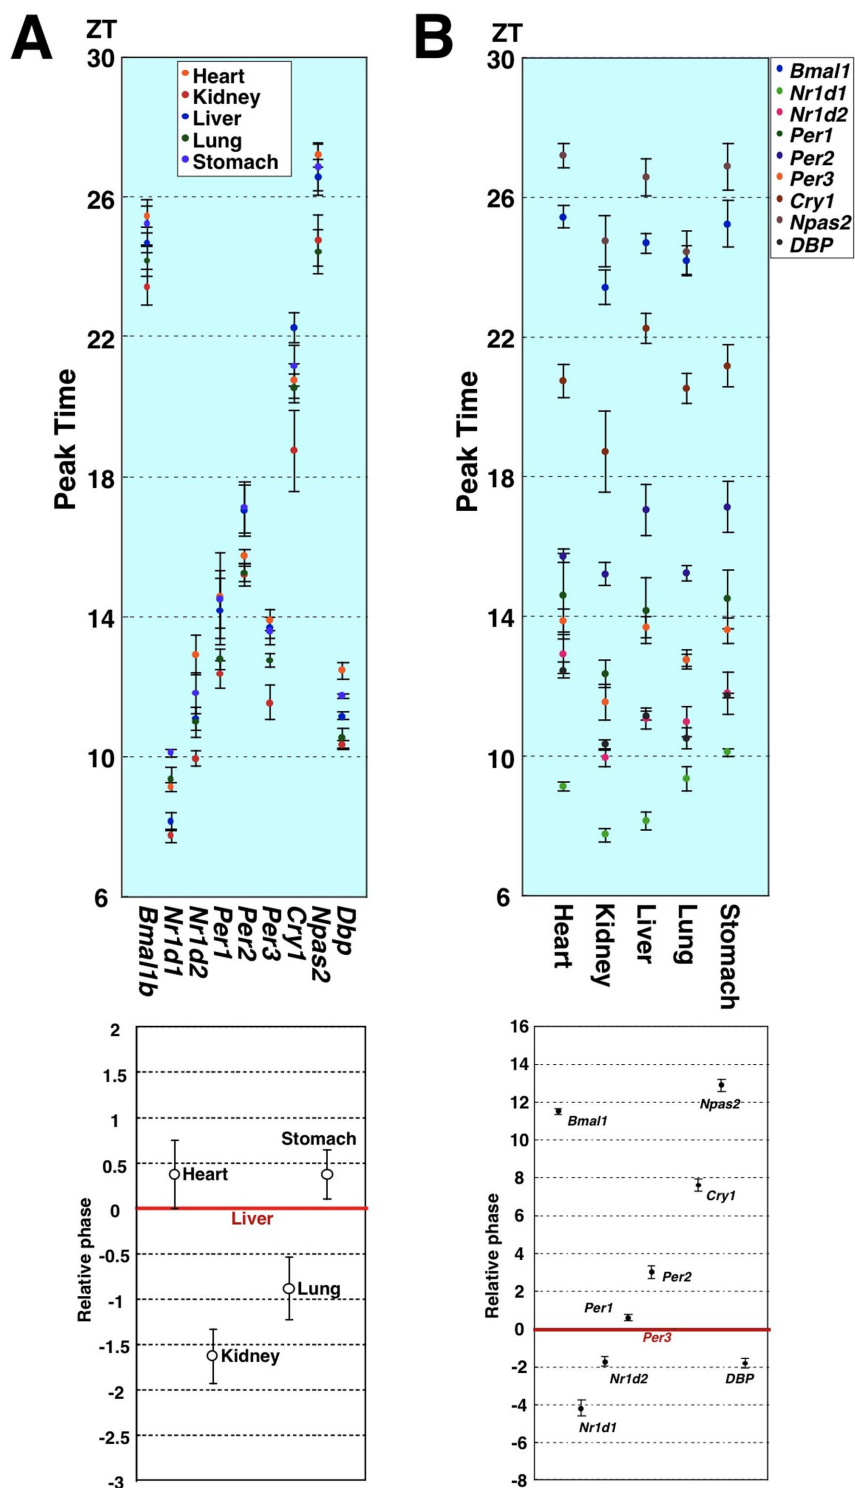 A
ZT
30
26
22
18
14
10
6
Peak Time
Heart
Kidney
Liver
Lung
Stomach
Bmal1b
Nr1d1
Nr1d2
Per1
Per2
Per3
Cry1
Npas2
Dbp
B
ZT
30
26
22
18
14
10
6
Peak Time
Bmal1
Nr1d1
Nr1d2
Per1
Per2
Per3
Cry1
Npas2
DBP
Heart
Kidney
Liver
Lung
Stomach
2
1.5
1
0.5
0
-0.5
-1
-1.5
-2
-2.5
-3
Relative phase
Stomach
Heart
Liver
Lung
Kidney
16
14
12
10
8
6
4
2
0
-2
-4
-6
-8
Relative phase
Npas2
Bmal1
Cry1
Per2
Per1
Per3
Nr1d2
DBP
Nr1d1